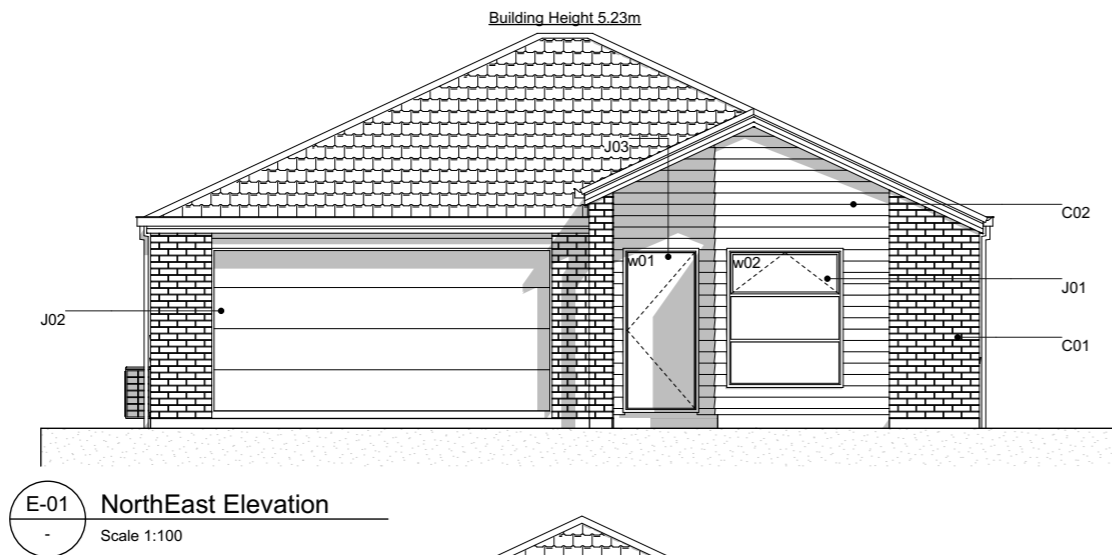 Building Height 5.23m
J03
C02
w01
w02
J01
J02
C01
E-01
NorthEast Elevation
-
Scale 1:100